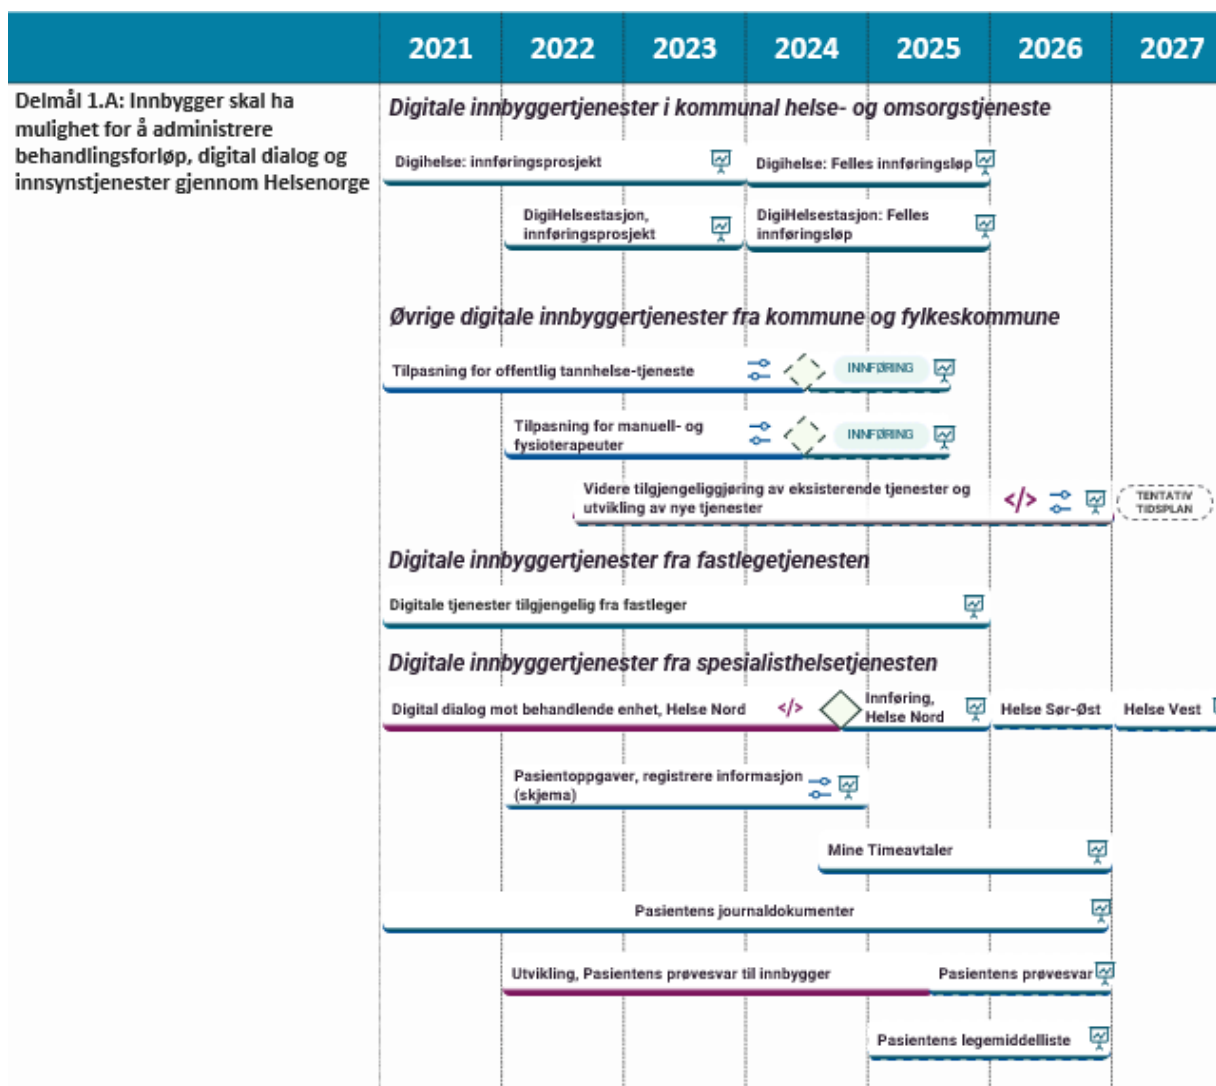 2021 2022 2023 2024 2025 2026 2027
Delmål 1.A: Innbygger skal ha
mulighet for å administrere
behandlingsforløp, digital dialog og
innsynstjenester gjennom Helsenorge
Digitale innbyggertjenester i kommunal helse- og omsorgstjeneste
Digihelse: innføringsprosjekt
Digihelse: Felles innføringsløp
DigiHelsestasjon,
innføringsprosjekt
DigiHelsestasjon: Felles
innføringsløp
Øvrige digitale innbyggertjenester fra kommune og fylkeskommune
Tilpasning for offentlig tannhelse-tjeneste
INNFØRING
Tilpasning for manuell- og
fysioterapeuter
INNFØRING
Videre tilgjengeliggjøring av eksisterende tjenester og
utvikling av nye tjenester
</>
TENTATIV
TIDSPLAN
Digitale innbyggertjenester fra fastlegetjenesten
Digitale tjenester tilgjengelig fra fastleger
Digitale innbyggertjenester fra spesialisthelsetjenesten
Digital dialog mot behandlende enhet, Helse Nord
</>
Innføring,
Helse Nord
Helse Sør-Øst
Helse Vest
Pasientoppgaver, registrere informasjon
(skjema)
Mine Timeavtaler
Pasientens journaldokumenter
Utvikling, Pasientens prøvesvar til innbygger
Pasientens prøvesvar
Pasientens legemiddelliste